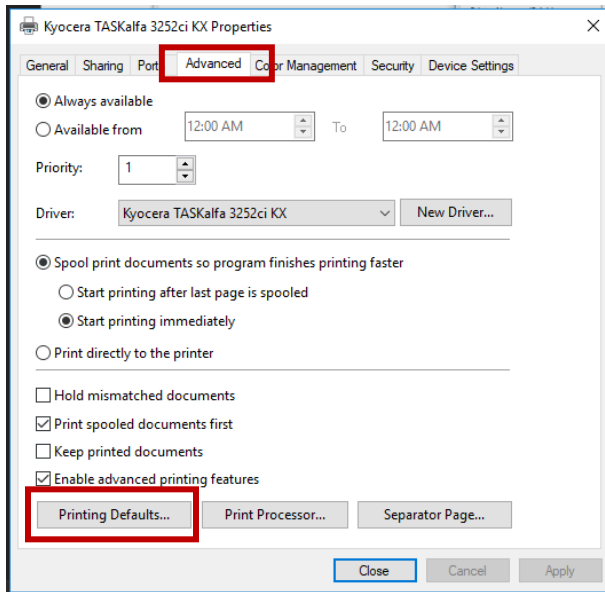 Kyocera TASKalfa 3252ci KX Properties
General Sharing Port Advanced Color Management Security Device Settings
Always available
Available from 12:00 AM To 12:00 AM
Priority: 1
Driver: Kyocera TASKalfa 3252ci KX New Driver...
Spool print documents so program finishes printing faster
Start printing after last page is spooled
Start printing immediately
Print directly to the printer
Hold mismatched documents
Print spooled documents first
Keep printed documents
Enable advanced printing features
Printing Defaults... Print Processor... Separator Page...
Close Cancel Apply